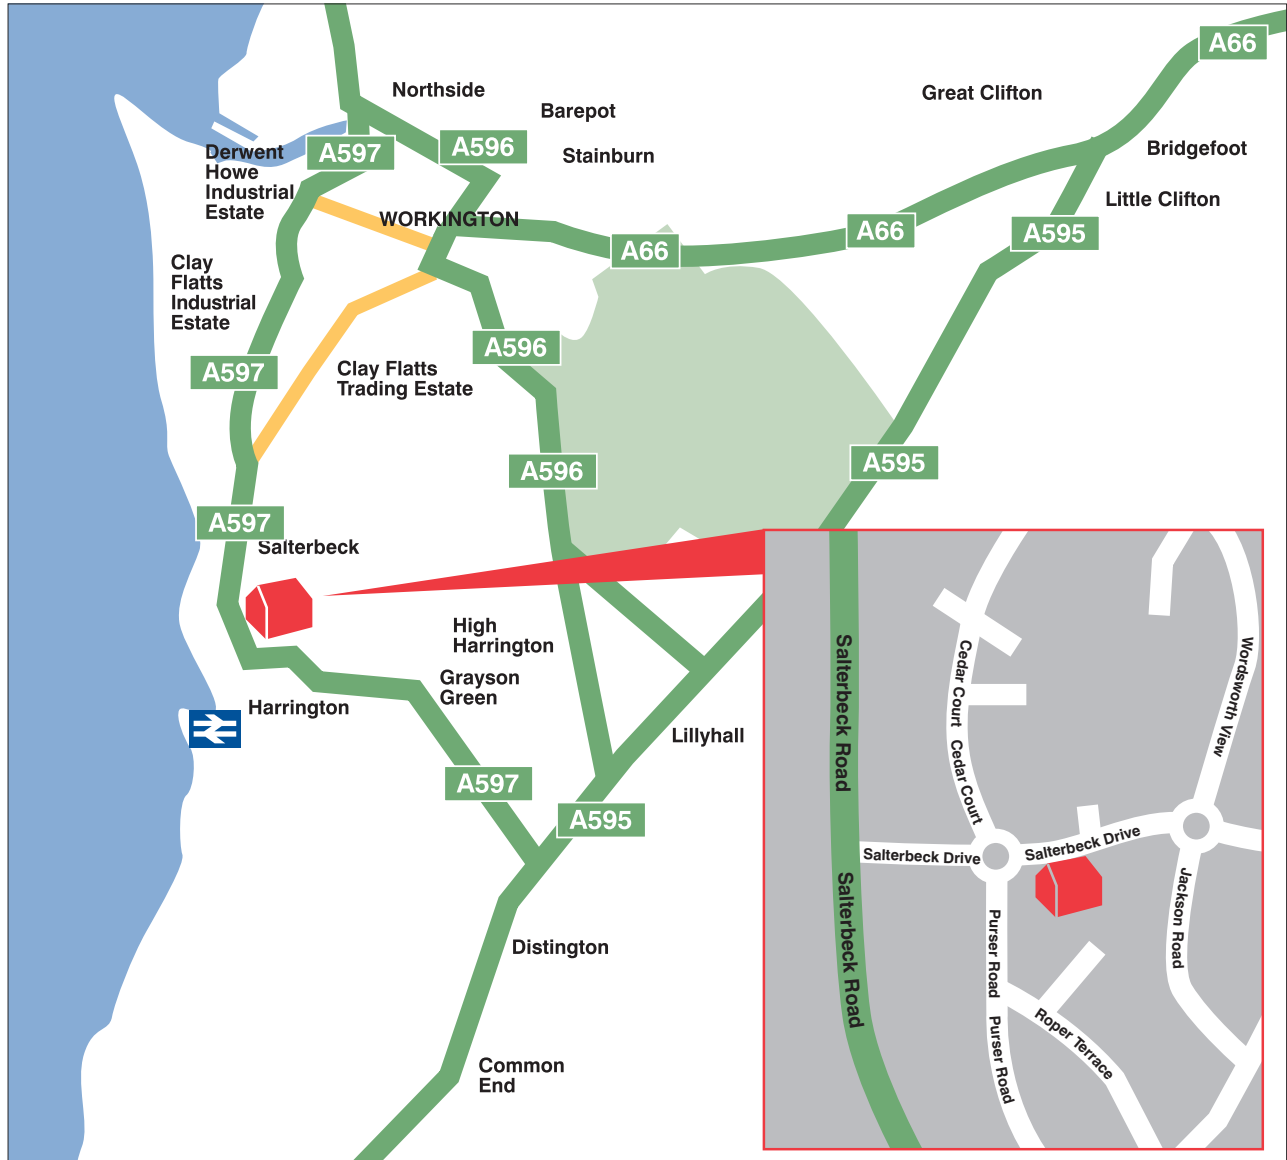 A66
Northside
Great Clifton
Barepot
A597
A596
Bridgefoot
Derwent
Howe
Industrial
Estate
Stainburn
Little Clifton
WORKINGTON
A66
A66
A595
Clay
Flatts
Industrial
Estate
A596
A597
Clay Flatts
Trading Estate
A596
A595
A597
Salterbeck
High
Harrington
Grayson
Green
Harrington
Lillyhall
A597
A595
Distington
Common
End
Salterbeck Road
Salterbeck Road
Cedar Court
Cedar Court
Wordsworth View
Salterbeck Drive
Salterbeck Drive
Jackson Road
Purser Road
Purser Road
Roper Terrace